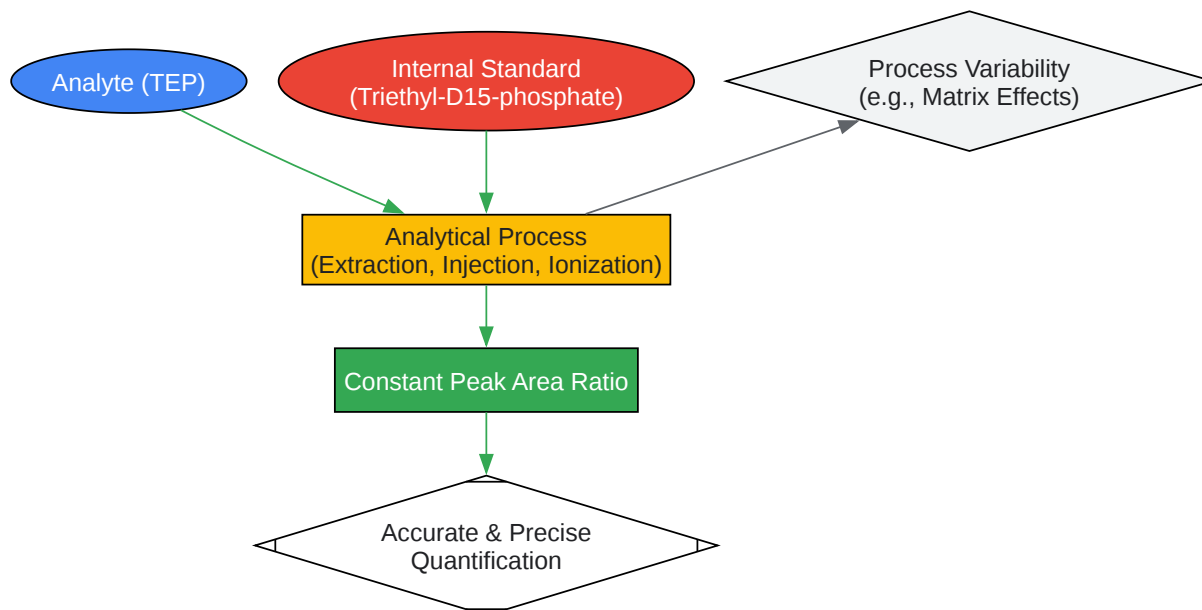 Analyte (TEP)
Internal Standard
(Triethyl-D15-phosphate)
Process Variability
(e.g., Matrix Effects)
Analytical Process
(Extraction, Injection, Ionization)
Constant Peak Area Ratio
Accurate & Precise
Quantification